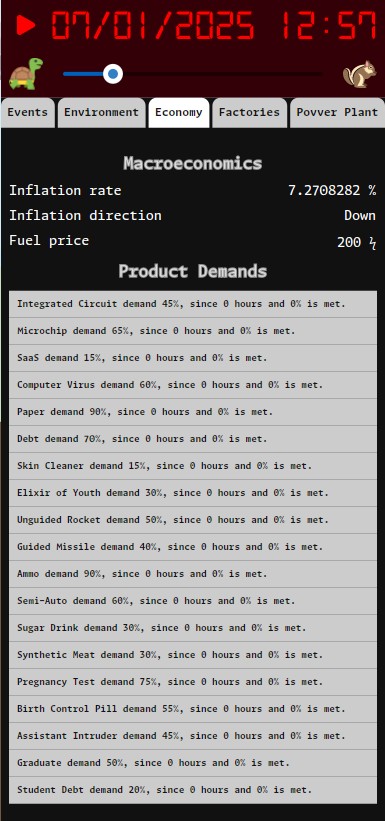 07/01/2025 12:57
Events Environment Economy Factories Povver Plant
Macroeconomics
Inflation rate 7.2708282 %
Inflation direction Down
Fuel price 200
Product Demands
Integrated Circuit demand 45%, since 0 hours and 0% is met.
Microchip demand 65%, since 0 hours and 0% is met.
SaaS demand 15%, since 0 hours and 0% is met.
Computer Virus demand 60%, since 0 hours and 0% is met.
Paper demand 90%, since 0 hours and 0% is met.
Debt demand 70%, since 0 hours and 0% is met.
Skin Cleaner demand 15%, since 0 hours and 0% is met.
Elixir of Youth demand 30%, since 0 hours and 0% is met.
Unguided Rocket demand 50%, since 0 hours and 0% is met.
Guided Missile demand 40%, since 0 hours and 0% is met.
Ammo demand 90%, since 0 hours and 0% is met.
Semi-Auto demand 60%, since 0 hours and 0% is met.
Sugar Drink demand 30%, since 0 hours and 0% is met.
Synthetic Meat demand 30%, since 0 hours and 0% is met.
Pregnancy Test demand 75%, since 0 hours and 0% is met.
Birth Control Pill demand 55%, since 0 hours and 0% is met.
Assistant Intruder demand 45%, since 0 hours and 0% is met.
Graduate demand 50%, since 0 hours and 0% is met.
Student Debt demand 20%, since 0 hours and 0% is met.